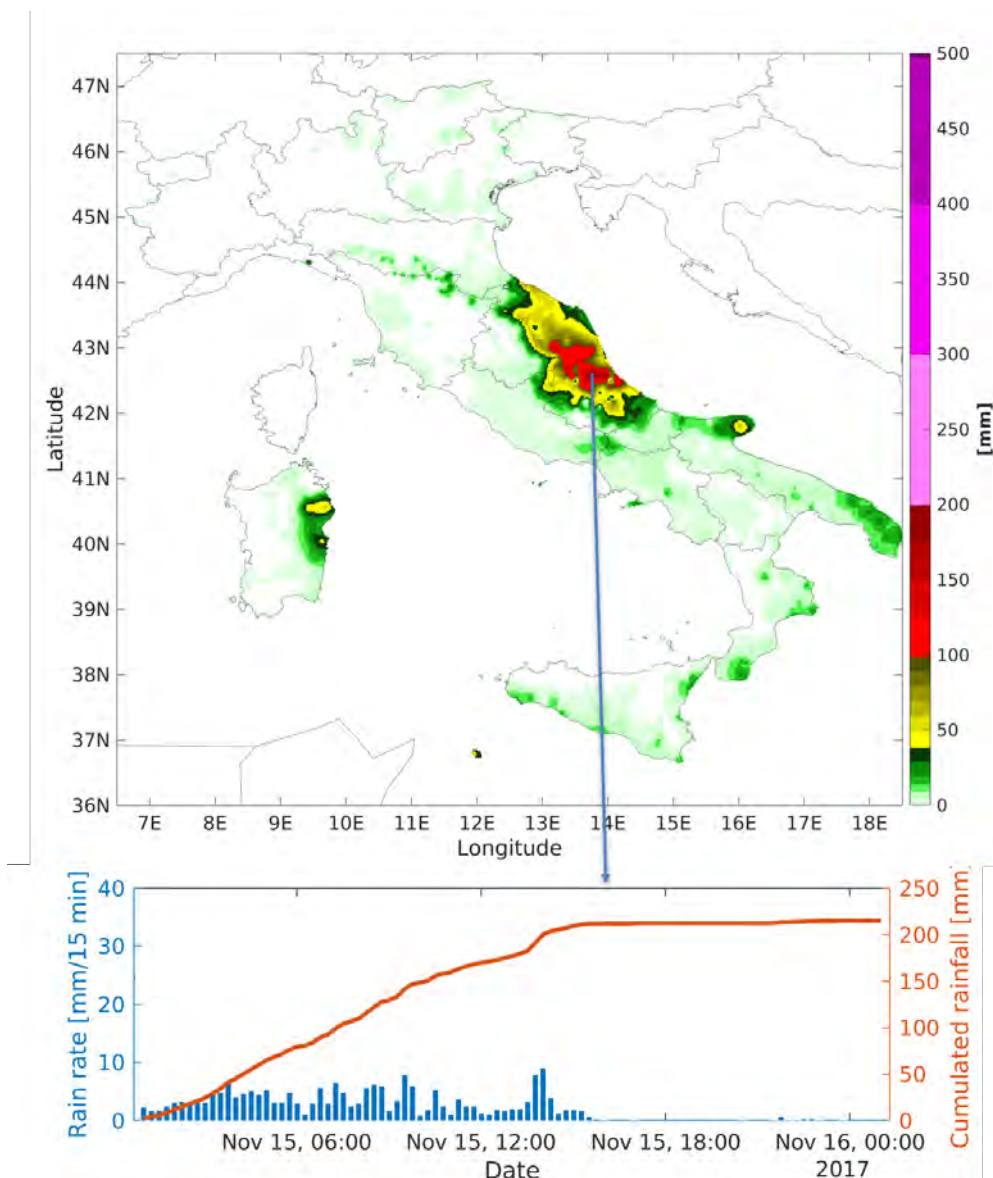 47N
46N
45N
44N
43N
42N
41N
40N
39N
38N
37N
36N
Latitude
7E 8E 9E 10E 11E 12E 13E 14E 15E 16E 17E 18E
Longitude
500
450
400
350
300
250
200
150
100
50
0
[mm]
40
30
20
10
0
Rain rate [mm/15 min]
250
200
150
100
50
0
Cumulated rainfall [mm]
Nov 15, 06:00 Nov 15, 12:00 Nov 15, 18:00 Nov 16, 00:00
Date 2017